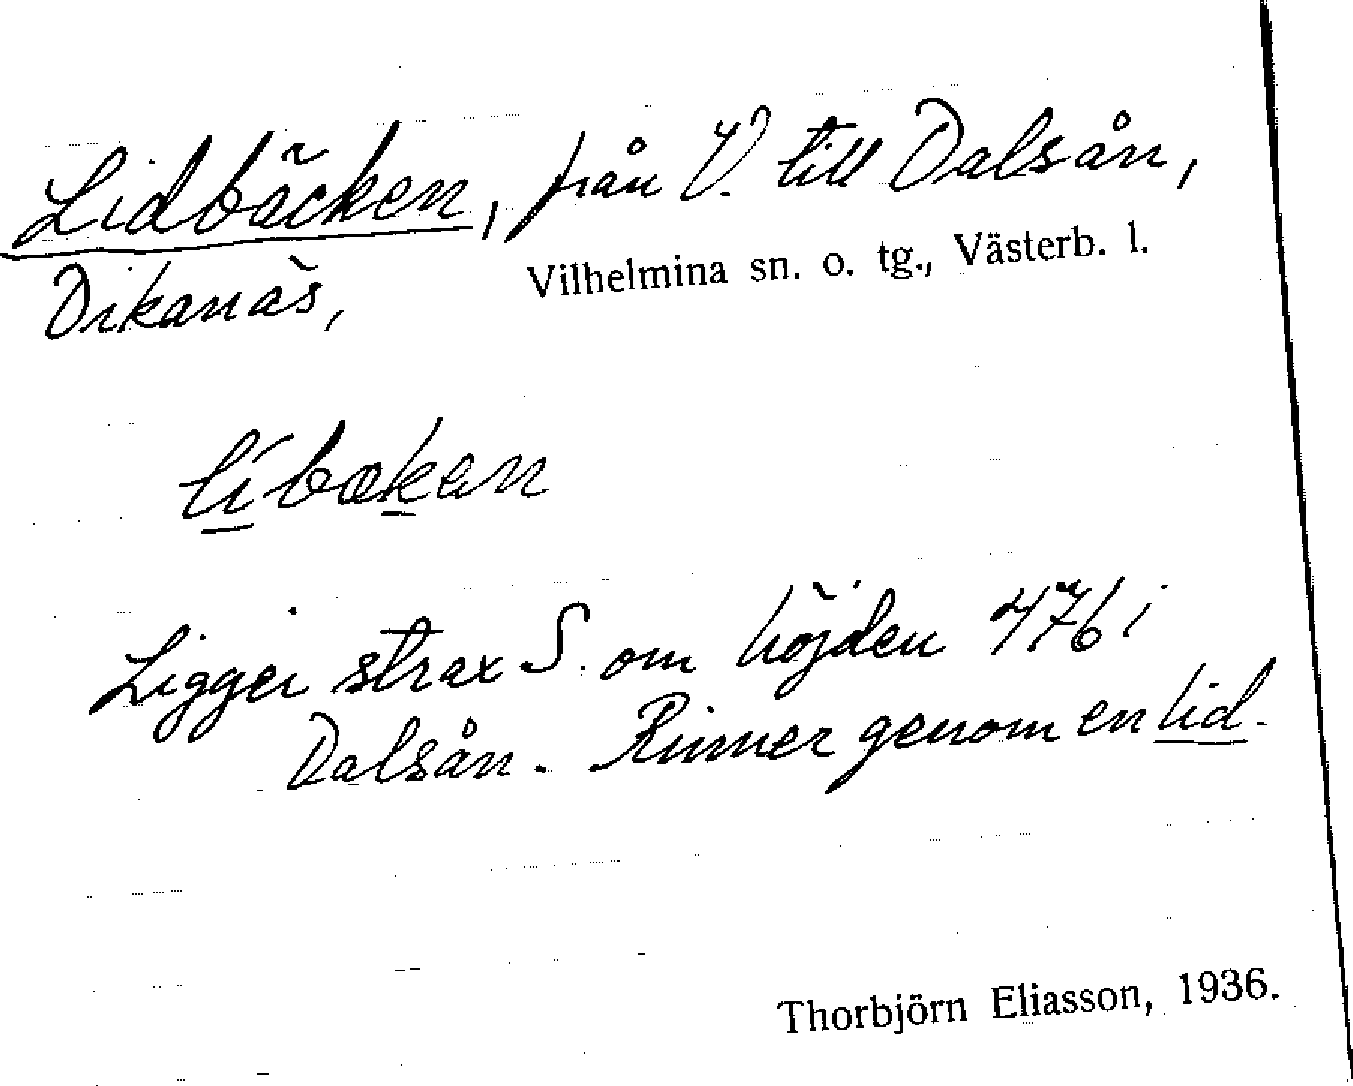 Lidbäcken, från V. till Dalsån,
Dikanäs, Vilhelmina sn. o. tg., Västerb. l.
líbækan
Ligger strax S. om höjden 476 i
Dalsån. Rinner genom en lid.
Thorbjörn Eliasson, 1936.